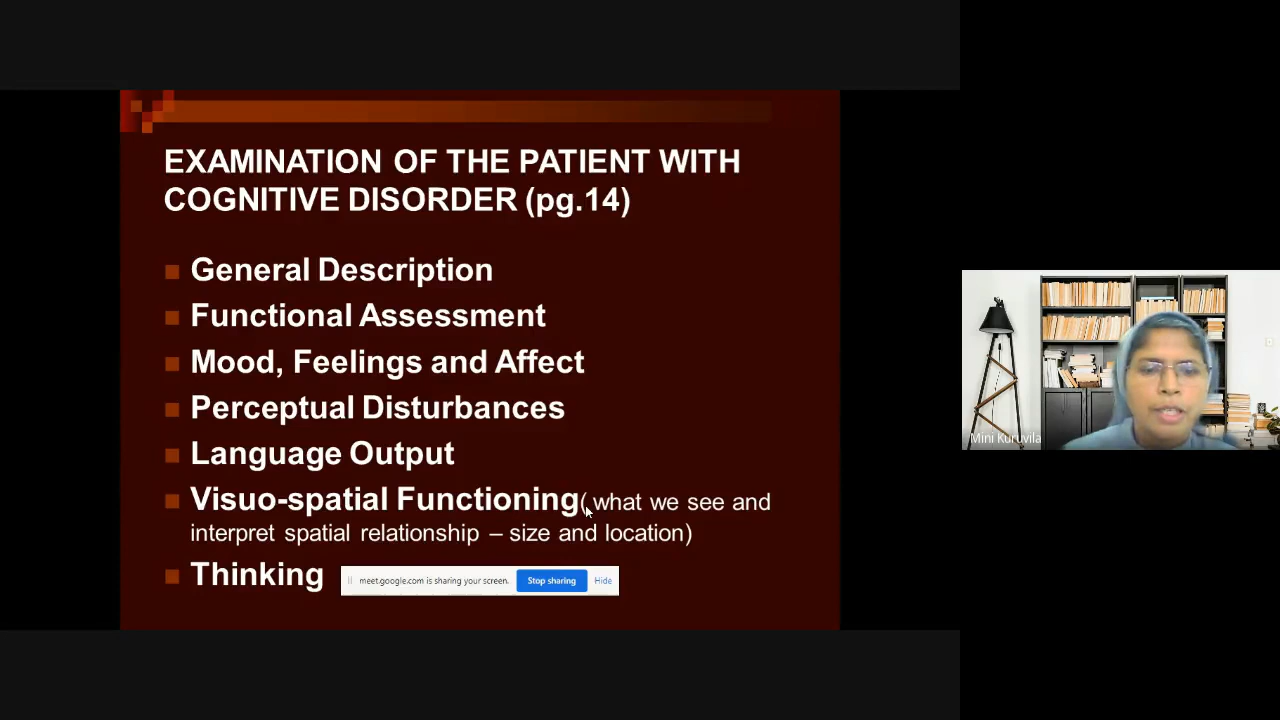 EXAMINATION OF THE PATIENT WITH
COGNITIVE DISORDER (pg.14)
General Description
Functional Assessment
Mood, Feelings and Affect
Perceptual Disturbances
Language Output
Visuo-spatial Functioning( what we see and
interpret spatial relationship – size and location)
Thinking
meet.google.com is sharing your screen. Stop sharing Hide
Mini Kuruvila